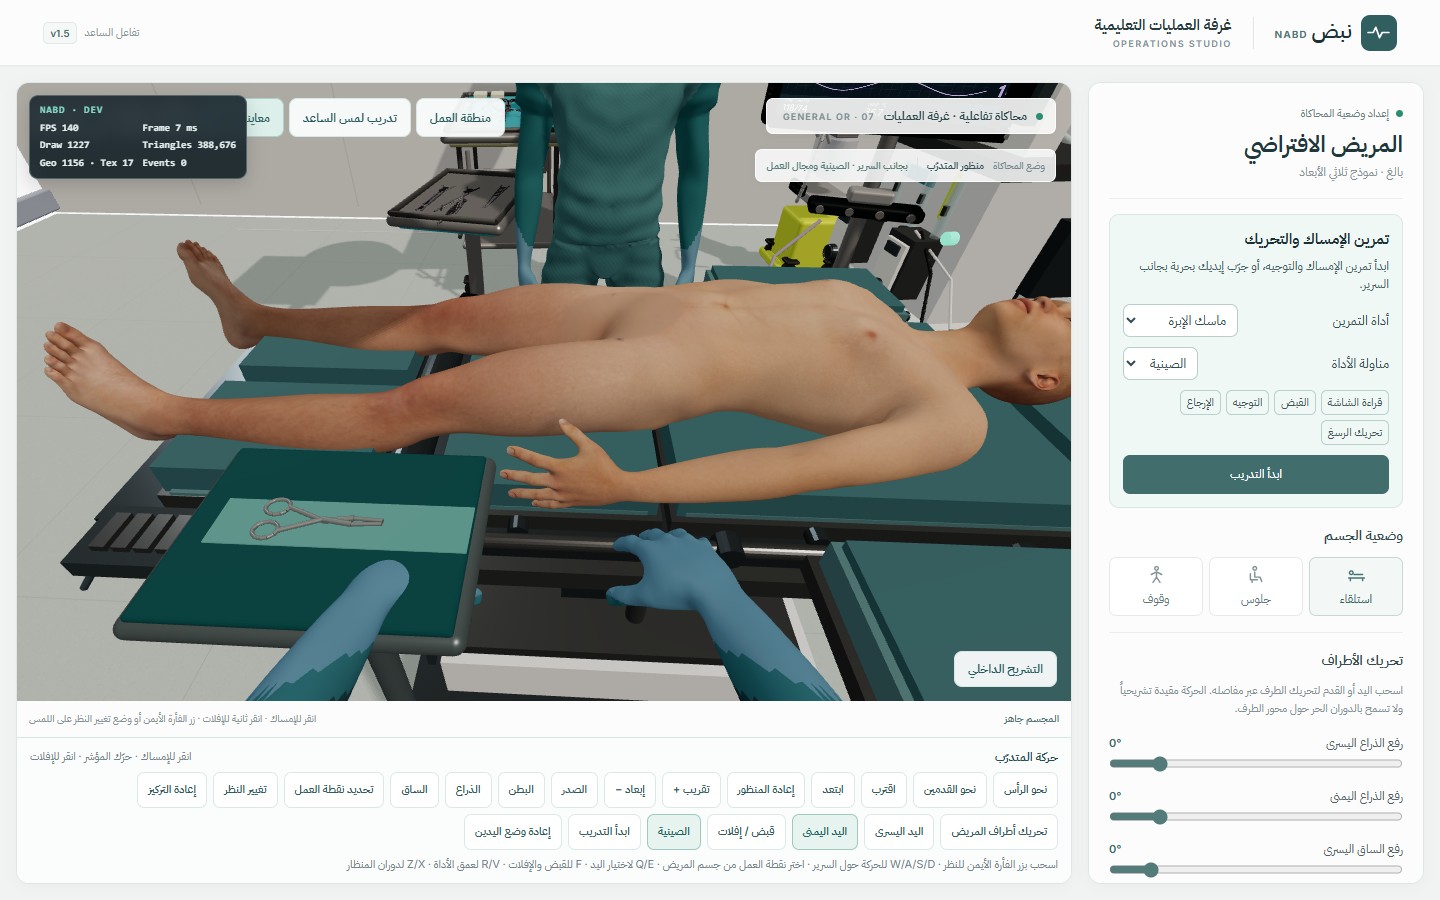 نبض NABD
غرفة العمليات التعليمية
OPERATIONS STUDIO
تفاعل الساعد v1.5
إعداد وضعية المحاكاة
المريض الافتراضي
بالغ · نموذج ثلاثي الأبعاد
تمرين الإمساك والتحريك
ابدأ تمرين الإمساك والتوجيه، أو جرّب إيديك بحرية بجانب
السرير.
أداة التمرين ماسك الإبرة
مناولة الأداة الصينية
قراءة الشاشة القبض التوجيه الإرجاع
تحريك الرسغ
ابدأ التدريب
وضعية الجسم
استلقاء جلوس وقوف
تحريك الأطراف
اسحب اليد أو القدم لتحريك الطرف عبر مفاصله. الحركة مقيدة تشريحياً
ولا تسمح بالدوران الحر حول محور الطرف.
رفع الذراع اليسرى 0°
رفع الذراع اليمنى 0°
رفع الساق اليسرى 0°
محاكاة تفاعلية · غرفة العمليات GENERAL OR · 07
وضع المحاكاة منظور المتدرّب بجانب السرير · الصينية ومجال العمل
منطقة العمل تدريب لمس الساعد
NABD · DEV
FPS 140 Frame 7 ms
Draw 1227 Triangles 388,676
Geo 1156 · Tex 17 Events 0
التشريح الداخلي
المجسم جاهز
انقر للإمساك · انقر ثانية للإفلات · زر الفأرة الأيمن أو وضع تغيير النظر على اللمس
حركة المتدرّب
انقر للإمساك · حرّك المؤشر · انقر للإفلات
نحو الرأس نحو القدمين اقترب ابتعد إعادة المنظور تقريب + إبعاد − الصدر البطن الذراع الساق تحديد نقطة العمل تغيير النظر إعادة التركيز
تحريك أطراف المريض اليد اليسرى اليد اليمنى قبض / إفلات الصينية ابدأ التدريب إعادة وضع اليدين
اسحب بزر الفأرة الأيمن للنظر · W/A/S/D للحركة حول السرير · اختر نقطة العمل من جسم المريض · Q/E لاختيار اليد · F للقبض والإفلات · R/V لعمق الأداة · Z/X لدوران المنظار